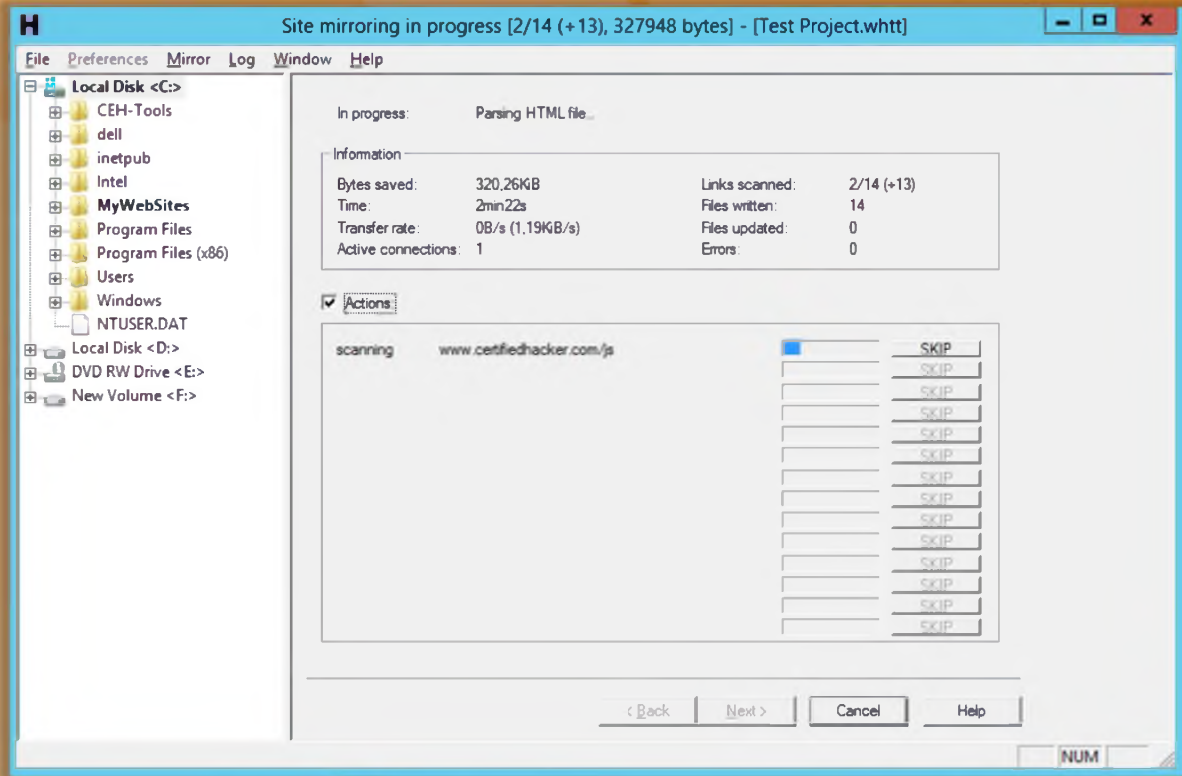 H
Site mirroring in progress [2/14 (+13), 327948 bytes] - [Test Project.whtt]
File Preferences Mirror Log Window Help
Local Disk <C:>
CEH-Tools
dell
inetpub
Intel
MyWebSites
Program Files
Program Files (x86)
Users
Windows
NTUSER.DAT
Local Disk <D:>
DVD RW Drive <E:>
New Volume <F:>
In progress: Parsing HTML file..
Information
Bytes saved: 320,26KiB Links scanned: 2/14 (+13)
Time: 2min22s Files written: 14
Transfer rate: 0B/s (1,19KiB/s) Files updated: 0
Active connections: 1 Errors: 0
Actions:
scanning www.certifiedhacker.com/js SKIP
SKIP
SKIP
SKIP
SKIP
SKIP
SKIP
SKIP
SKIP
SKIP
SKIP
SKIP
SKIP
SKIP
< Back Next > Cancel Help
NUM